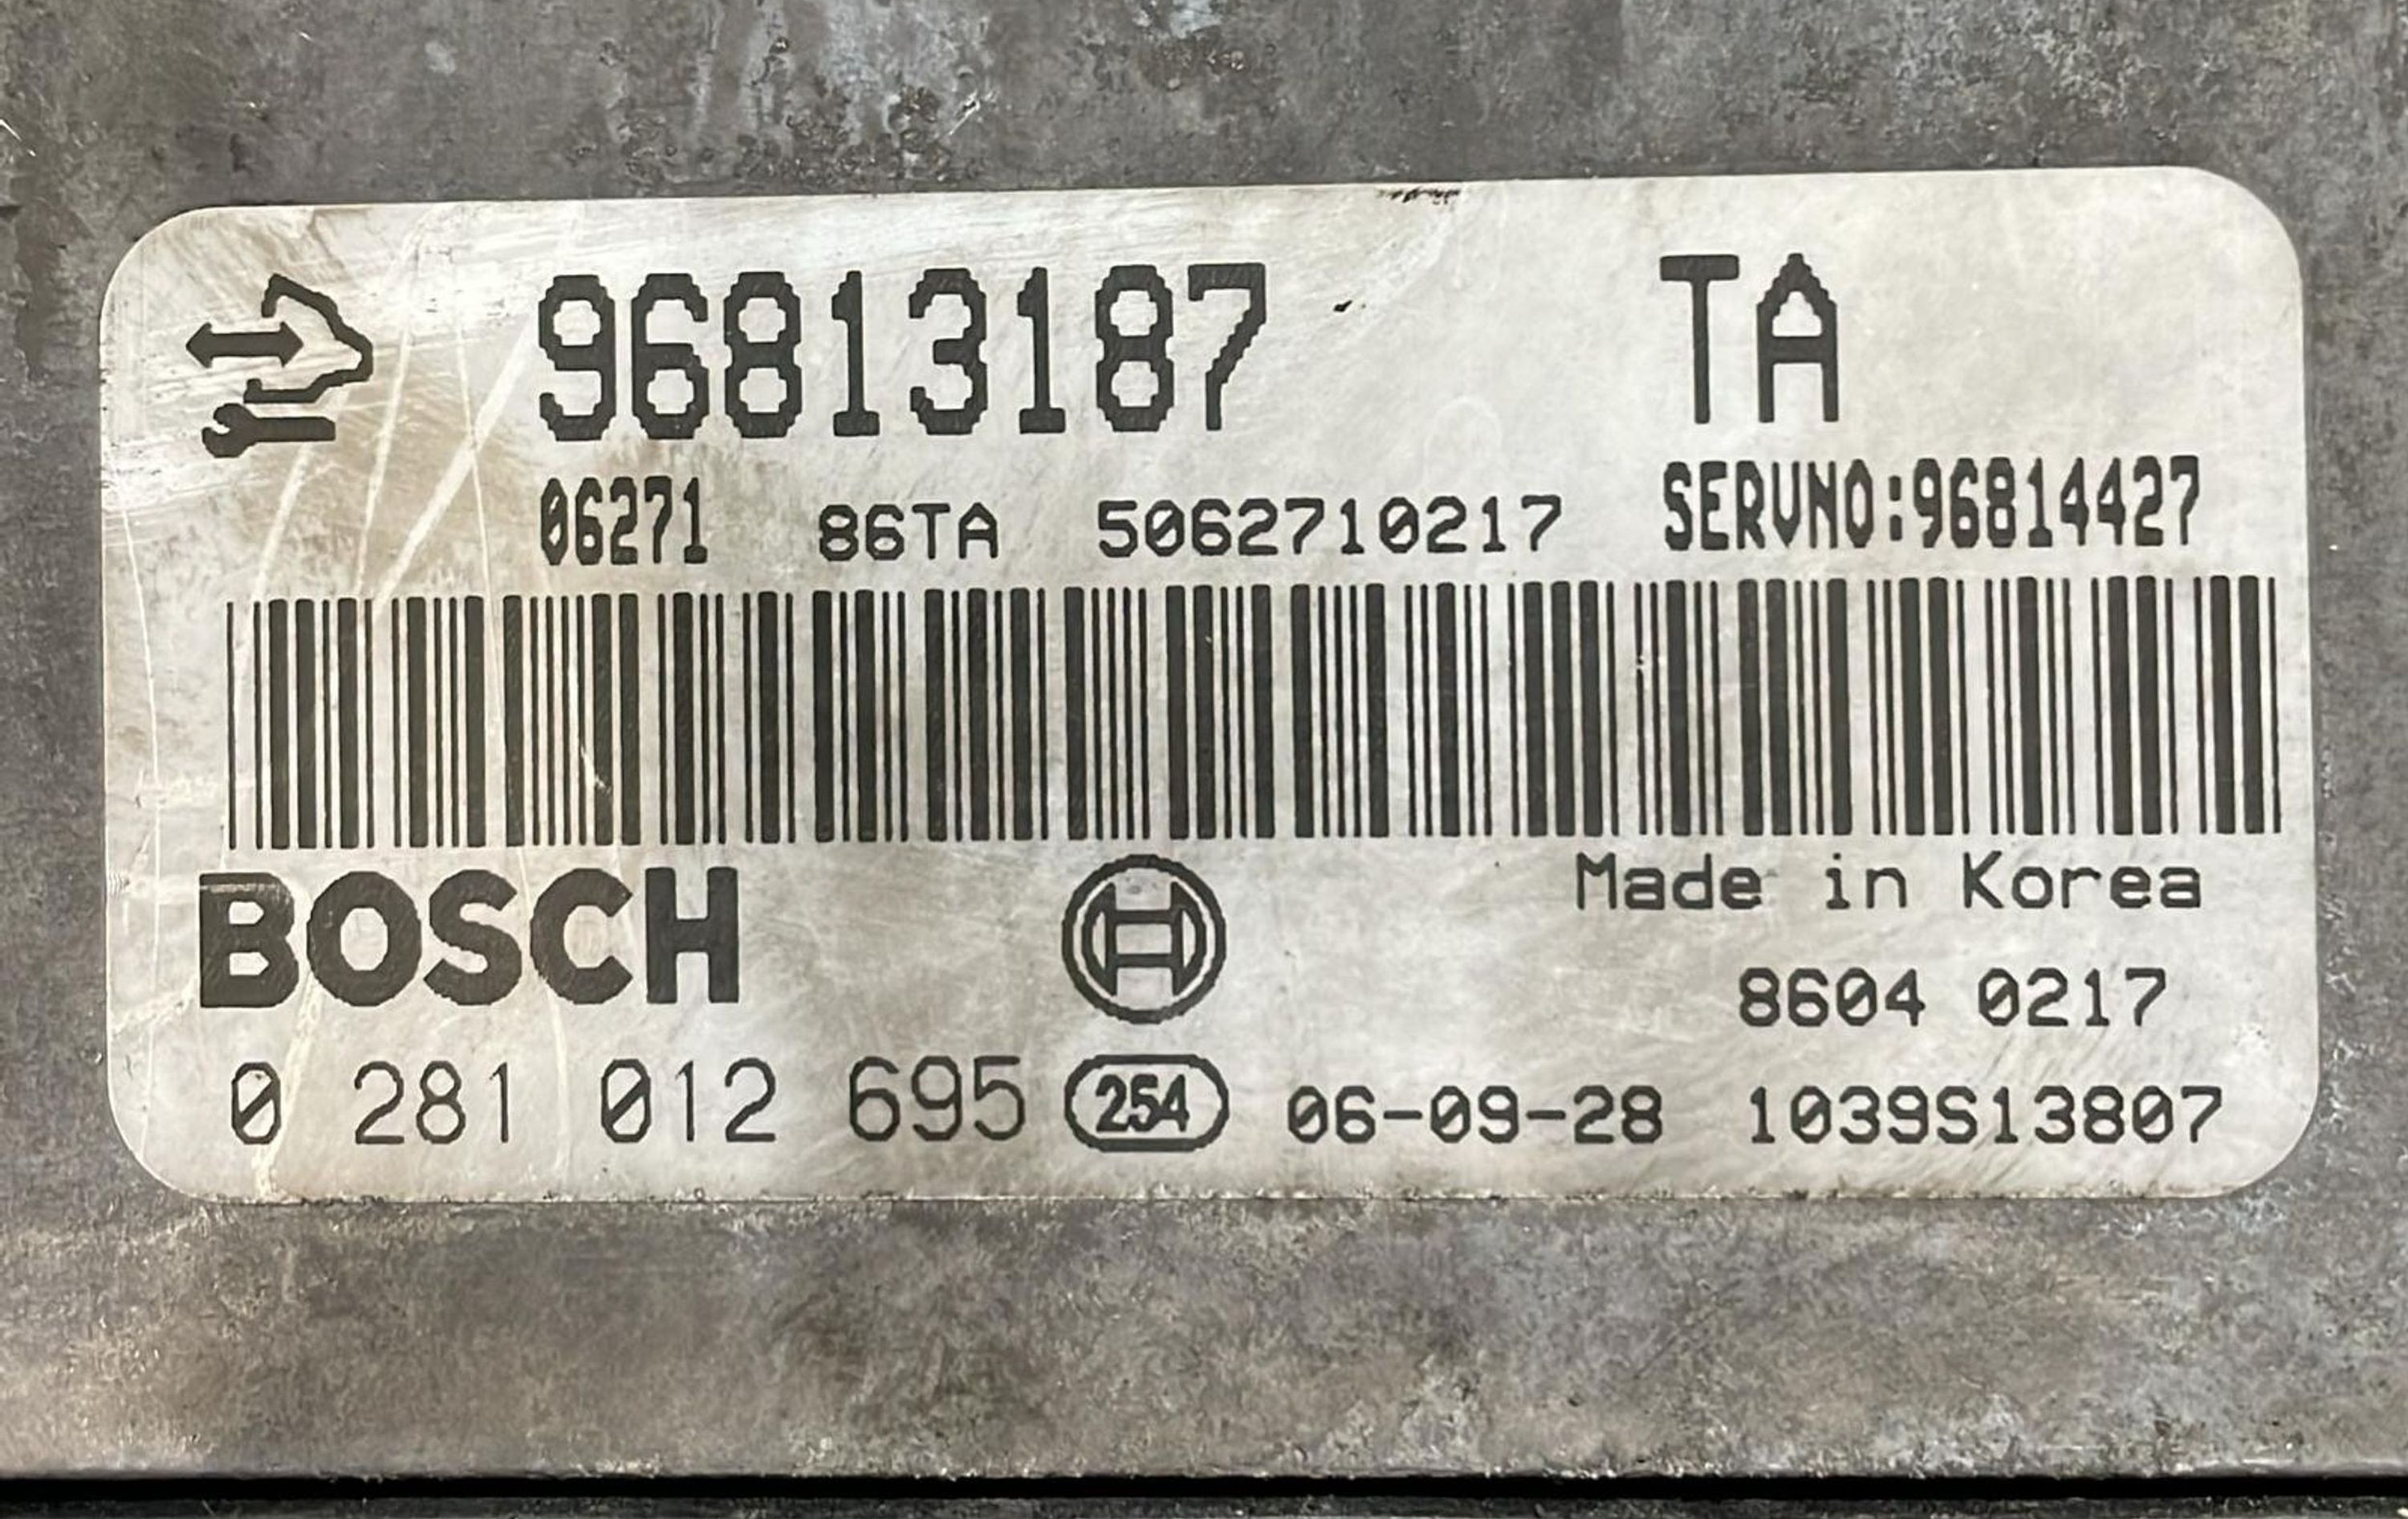 96813187 TA
06271 86TA 5062710217 SERVNO:96814427
BOSCH
Made in Korea
8604 0217
0 281 012 695 254 06-09-28 1039S13807